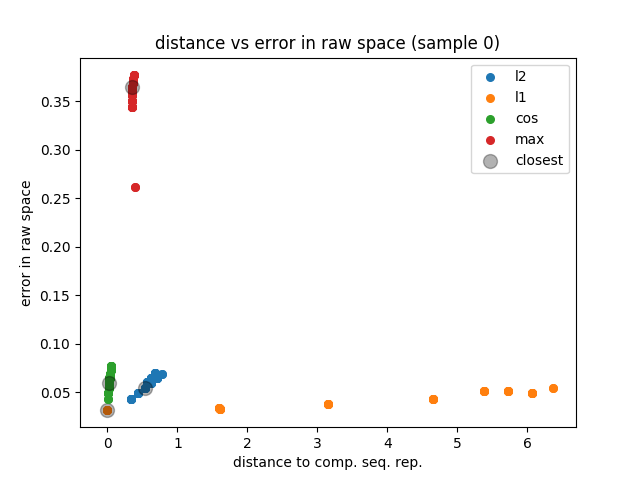 distance vs error in raw space (sample 0)
l2
l1
cos
max
closest
error in raw space
0.35
0.30
0.25
0.20
0.15
0.10
0.05
0 1 2 3 4 5 6
distance to comp. seq. rep.